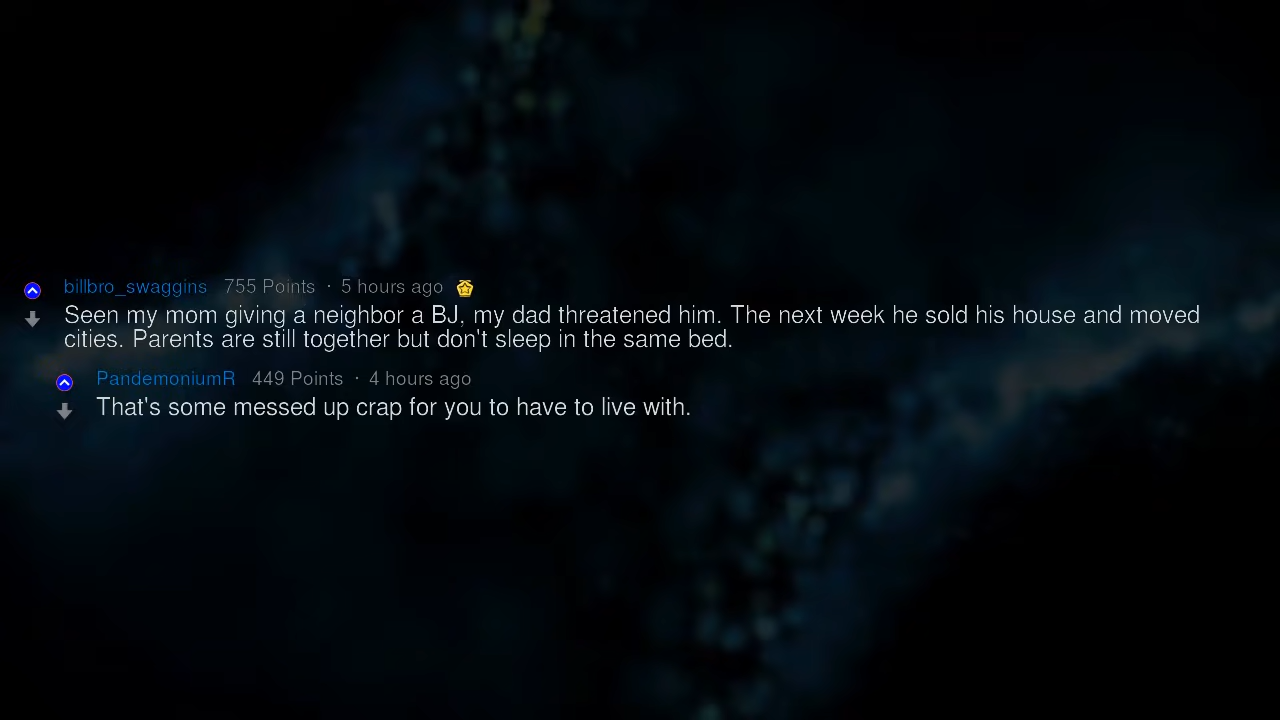 billbro_swaggins 755 Points · 5 hours ago
Seen my mom giving a neighbor a BJ, my dad threatened him. The next week he sold his house and moved
cities. Parents are still together but don't sleep in the same bed.
PandemoniumR 449 Points · 4 hours ago
That's some messed up crap for you to have to live with.